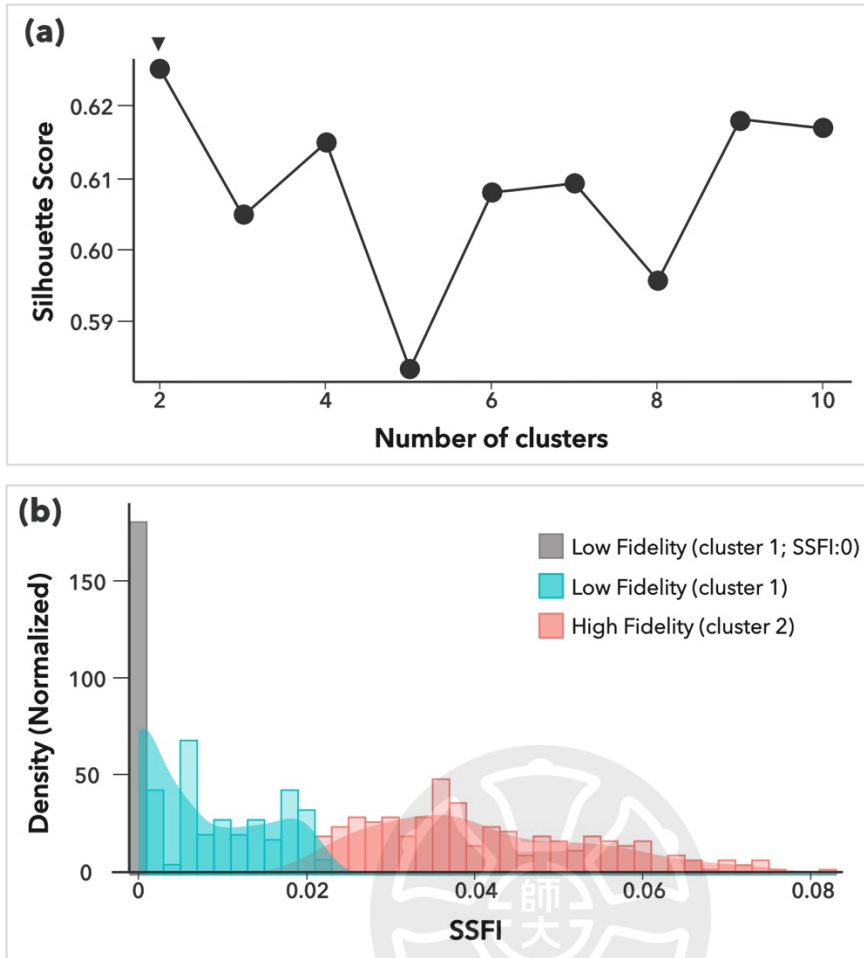 (a)
▼
Silhouette Score
0.62
0.61
0.60
0.59
2 4 6 8 10
Number of clusters
(b)
Density (Normalized)
150
100
50
0
Low Fidelity (cluster 1; SSFI:0)
Low Fidelity (cluster 1)
High Fidelity (cluster 2)
0 0.02 0.04 0.06 0.08
SSFI
師
大